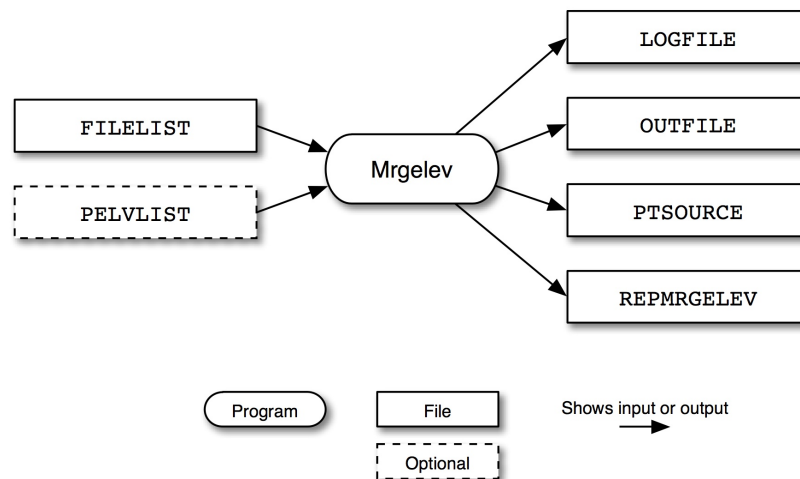 LOGFILE
FILELIST
OUTFILE
Mrgelev
PELVLIST
PTSOURCE
REPMRGELEV
Program
File
Shows input or output
Optional